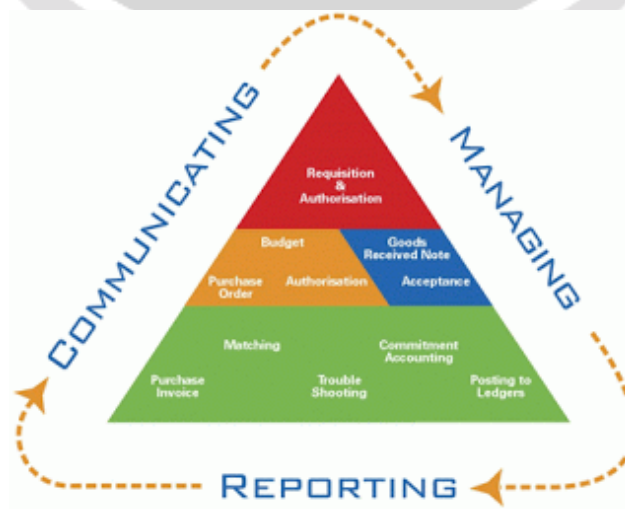 COMMUNICATING
MANAGING
Requisition
&
Authorisation
Budget
Goods
Received Note
Purchase
Order
Authorisation
Acceptance
Matching
Commitment
Accounting
Purchase
Invoice
Trouble
Shooting
Posting to
Ledgers
REPORTING